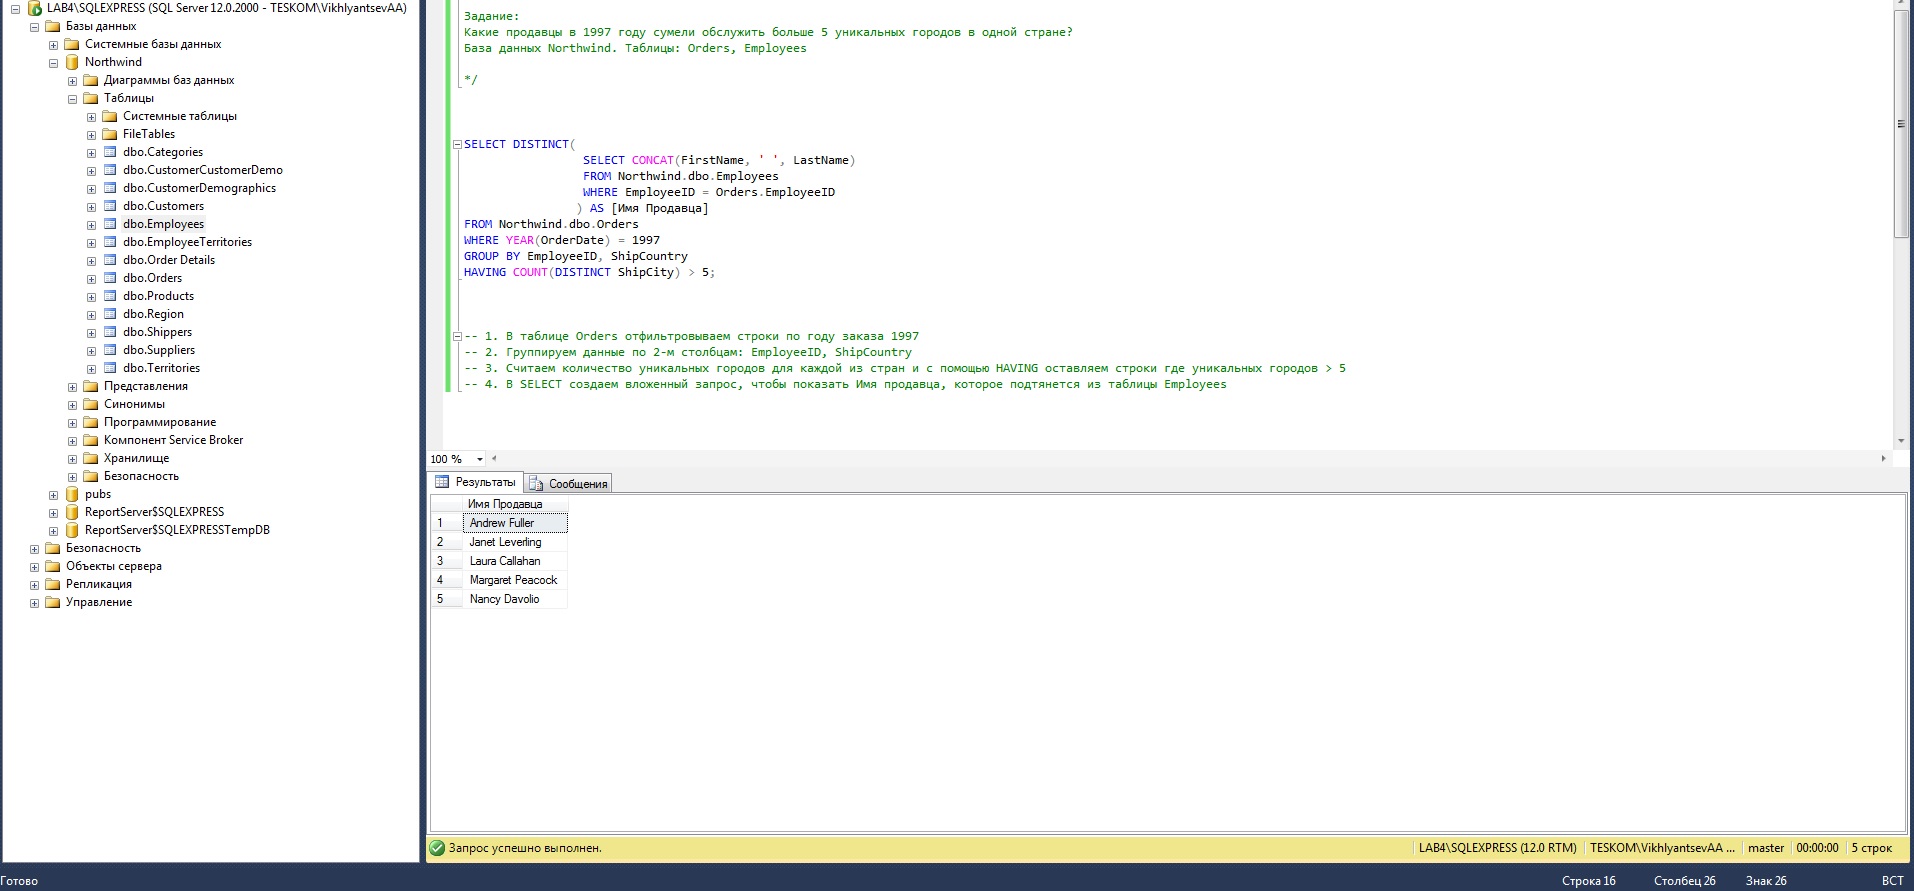 LAB4\SQLEXPRESS (SQL Server 12.0.2000 - TESKOM\VikhlyantsevAA)
Базы данных
Системные базы данных
Northwind
Диаграммы баз данных
Таблицы
Системные таблицы
FileTables
dbo.Categories
dbo.CustomerCustomerDemo
dbo.CustomerDemographics
dbo.Customers
dbo.Employees
dbo.EmployeeTerritories
dbo.Order Details
dbo.Orders
dbo.Products
dbo.Region
dbo.Shippers
dbo.Suppliers
dbo.Territories
Представления
Синонимы
Программирование
Компонент Service Broker
Хранилище
Безопасность
pubs
ReportServer$SQLEXPRESS
ReportServer$SQLEXPRESSTempDB
Безопасность
Объекты сервера
Репликация
Управление
Задание:
Какие продавцы в 1997 году сумели обслужить больше 5 уникальных городов в одной стране?
База данных Northwind. Таблицы: Orders, Employees
*/
SELECT DISTINCT(
SELECT CONCAT(FirstName, ' ', LastName)
FROM Northwind.dbo.Employees
WHERE EmployeeID = Orders.EmployeeID
) AS [Имя Продавца]
FROM Northwind.dbo.Orders
WHERE YEAR(OrderDate) = 1997
GROUP BY EmployeeID, ShipCountry
HAVING COUNT(DISTINCT ShipCity) > 5;
-- 1. В таблице Orders отфильтровываем строки по году заказа 1997
-- 2. Группируем данные по 2-м столбцам: EmployeeID, ShipCountry
-- 3. Считаем количество уникальных городов для каждой из стран и с помощью HAVING оставляем строки где уникальных городов > 5
-- 4. В SELECT создаем вложенный запрос, чтобы показать Имя продавца, которое подтянется из таблицы Employees
100 %
Результаты
Сообщения
Имя Продавца
1 Andrew Fuller
2 Janet Leverling
3 Laura Callahan
4 Margaret Peacock
5 Nancy Davolio
Запрос успешно выполнен.
LAB4\SQLEXPRESS (12.0 RTM)
TESKOM\VikhlyantsevAA ...
master
00:00:00
5 строк
Готово
Строка 16
Столбец 26
Знак 26
ВСТ